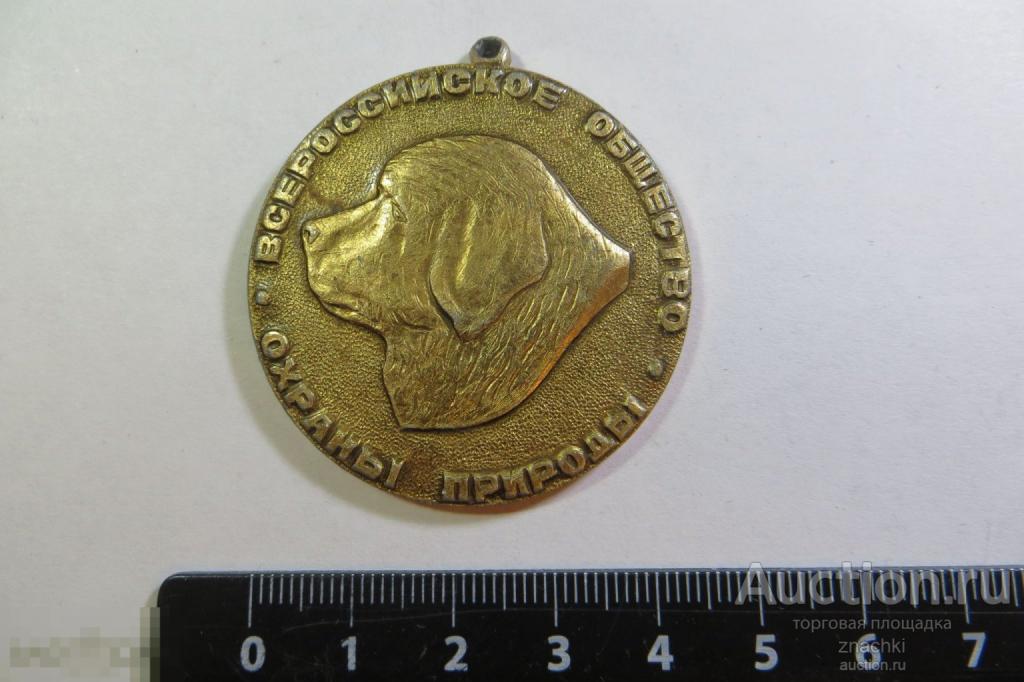 ВСЕРОССИЙСКОЕ ОБЩЕСТВО
ОХРАНЫ ПРИРОДЫ
0 1 2 3 4 5 6 7
Auction.ru
торговая площадка
znachki
auction.ru